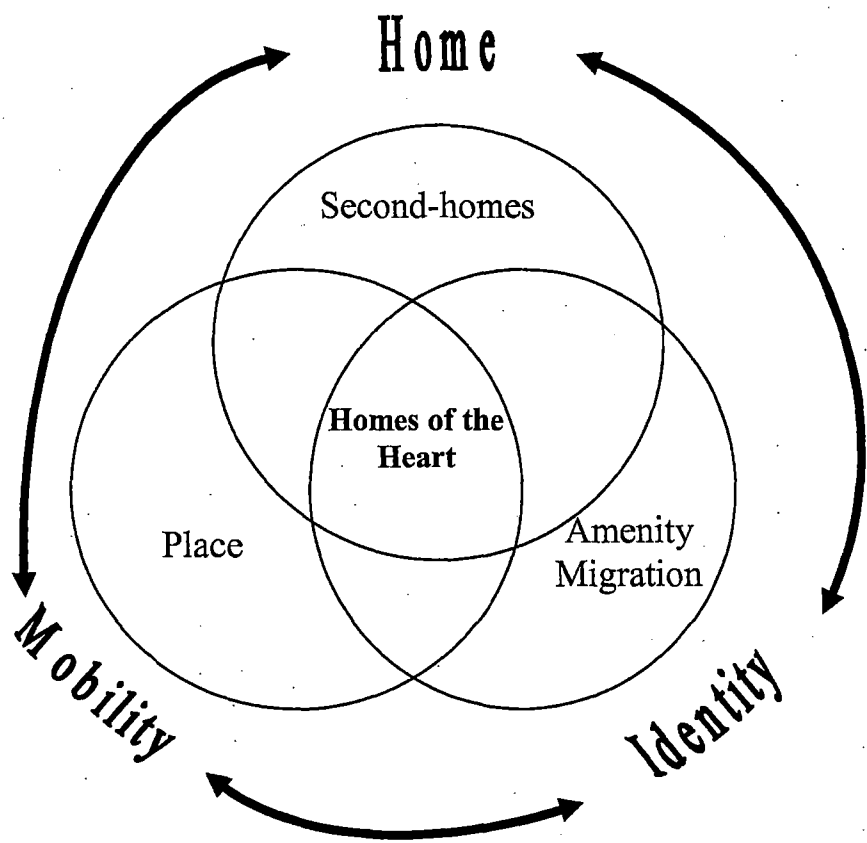 Home
Second-homes
Homes of the
Heart
Place
Amenity
Migration
Mobility
Identity